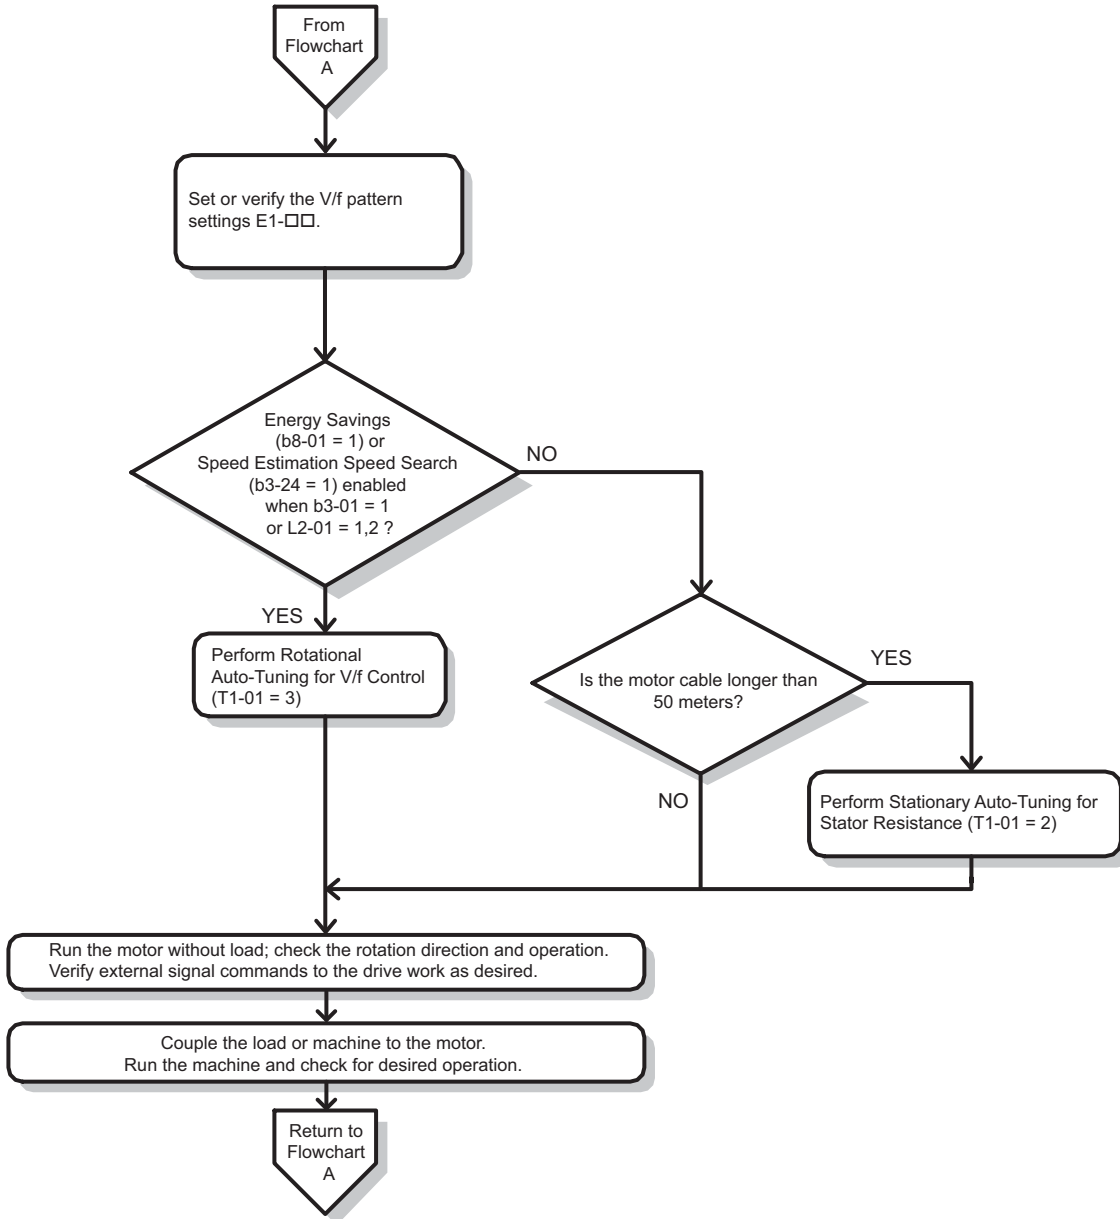 From
Flowchart
A
Set or verify the V/f pattern
settings E1-□□.
Energy Savings
(b8-01 = 1) or
Speed Estimation Speed Search
(b3-24 = 1) enabled
when b3-01 = 1
or L2-01 = 1,2 ?
NO
YES
Perform Rotational
Auto-Tuning for V/f Control
(T1-01 = 3)
Is the motor cable longer than
50 meters?
YES
NO
Perform Stationary Auto-Tuning for
Stator Resistance (T1-01 = 2)
Run the motor without load; check the rotation direction and operation.
Verify external signal commands to the drive work as desired.
Couple the load or machine to the motor.
Run the machine and check for desired operation.
Return to
Flowchart
A